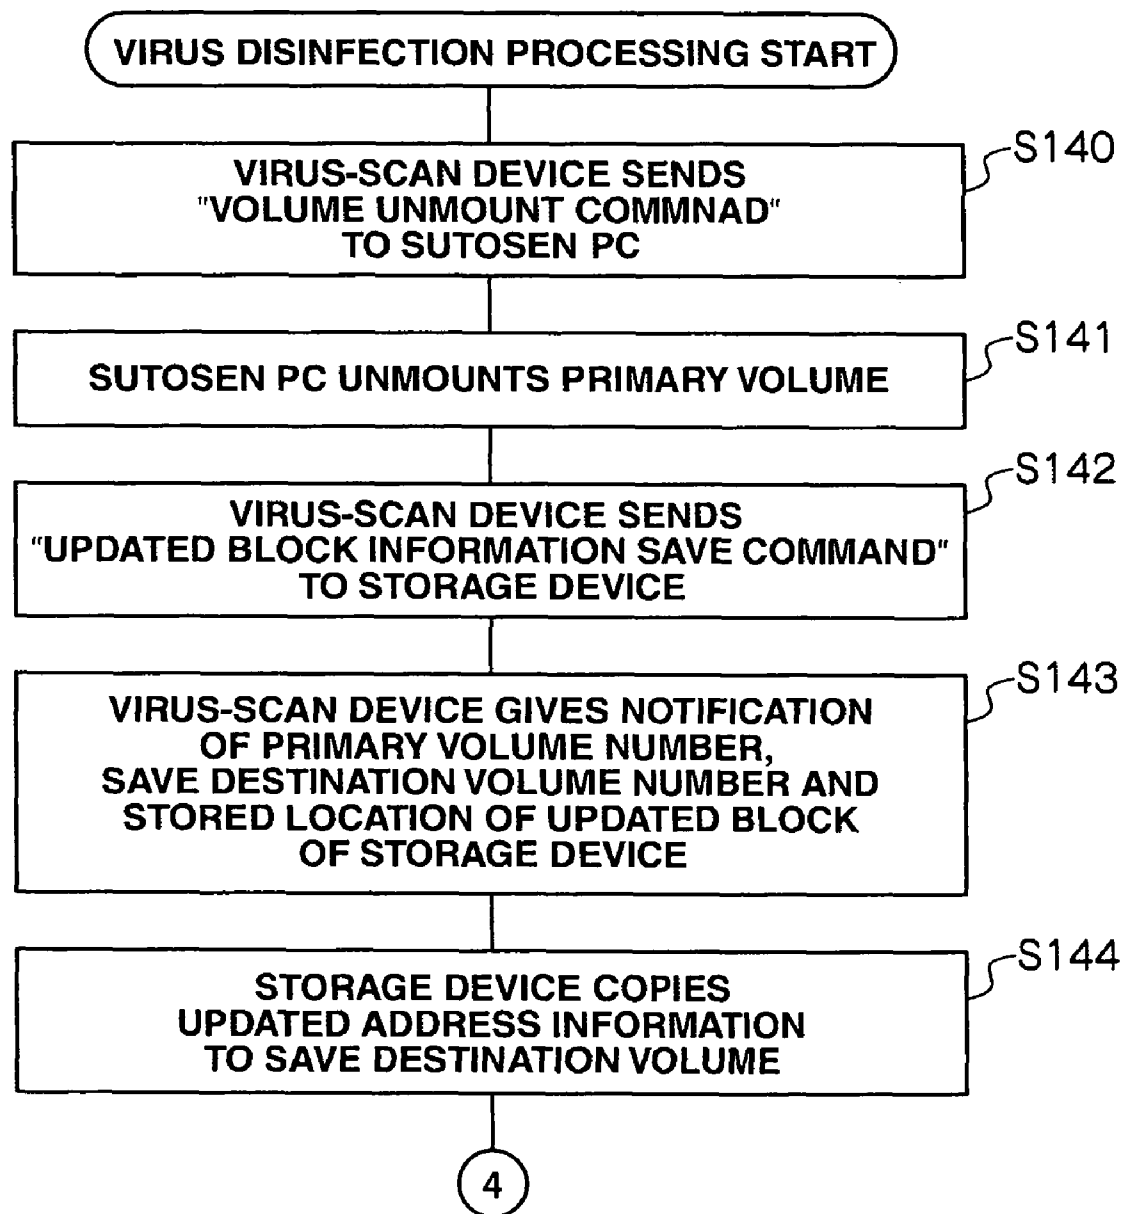 VIRUS DISINFECTION PROCESSING START
S140
VIRUS-SCAN DEVICE SENDS
"VOLUME UNMOUNT COMMNAD"
TO SUTOSEN PC
S141
SUTOSEN PC UNMOUNTS PRIMARY VOLUME
S142
VIRUS-SCAN DEVICE SENDS
"UPDATED BLOCK INFORMATION SAVE COMMAND"
TO STORAGE DEVICE
S143
VIRUS-SCAN DEVICE GIVES NOTIFICATION
OF PRIMARY VOLUME NUMBER,
SAVE DESTINATION VOLUME NUMBER AND
STORED LOCATION OF UPDATED BLOCK
OF STORAGE DEVICE
S144
STORAGE DEVICE COPIES
UPDATED ADDRESS INFORMATION
TO SAVE DESTINATION VOLUME
4